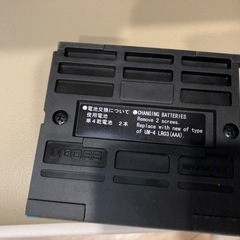 ●電池交換について
使用電池
単4乾電池 2本
●CHANGING BATTERIES
Remove 2 screws.
Replace with new of type
of UM-4 LR03(AAA)